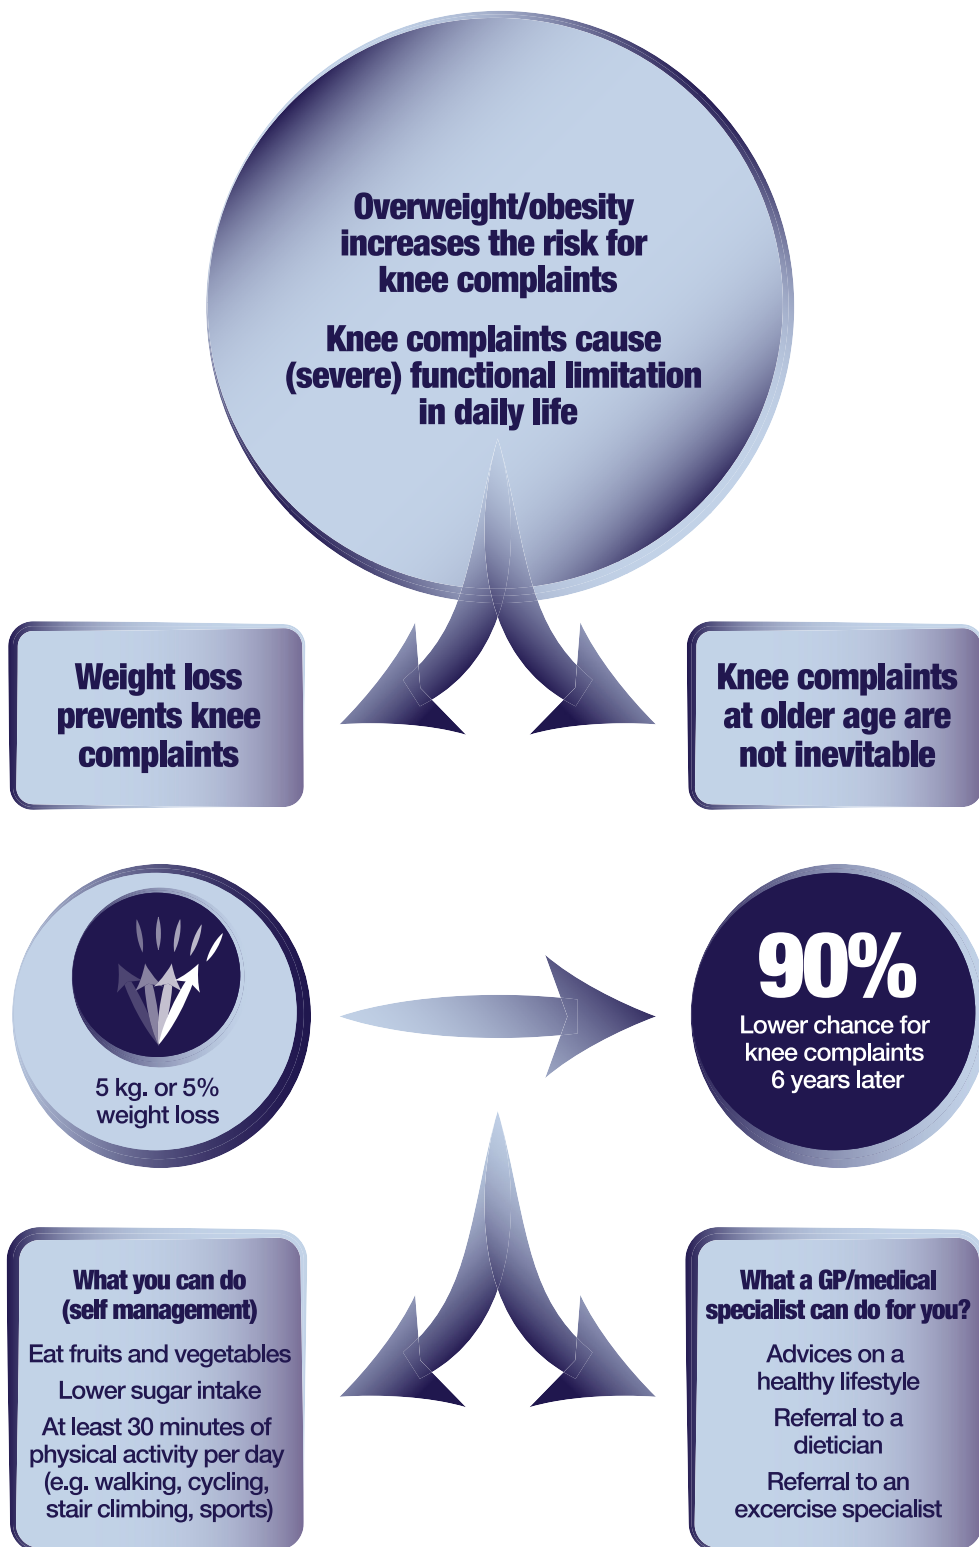 Overweight/obesity
increases the risk for
knee complaints
Knee complaints cause
(severe) functional limitation
in daily life
Weight loss
prevents knee
complaints
Knee complaints
at older age are
not inevitable
5 kg. or 5%
weight loss
90%
Lower chance for
knee complaints
6 years later
What you can do
(self management)
Eat fruits and vegetables
Lower sugar intake
At least 30 minutes of
physical activity per day
(e.g. walking, cycling,
stair climbing, sports)
What a GP/medical
specialist can do for you?
Advices on a
healthy lifestyle
Referral to a
dietician
Referral to an
excercise specialist